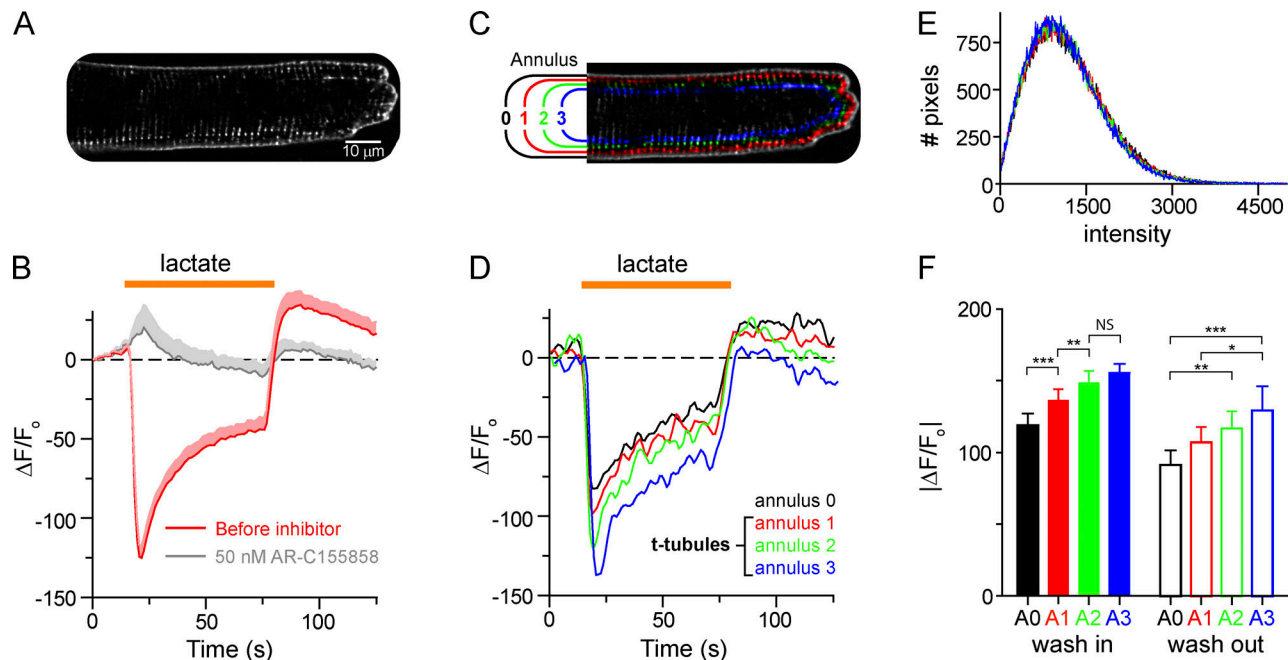 A
10 μm
B
lactate
ΔF/Fo
0
-50
-100
-150
Before inhibitor
50 nM AR-C155858
0
50
100
Time (s)
C
Annulus
0 1 2 3
D
lactate
ΔF/Fo
0
-50
-100
-150
annulus 0
annulus 1
t-tubules
annulus 2
annulus 3
0
50
100
Time (s)
E
# pixels
750
500
250
0
0
1500
3000
4500
intensity
F
|ΔF/Fo|
200
100
0
***
**
NS
***
*
**
A0 A1 A2 A3
A0 A1 A2 A3
wash in
wash out